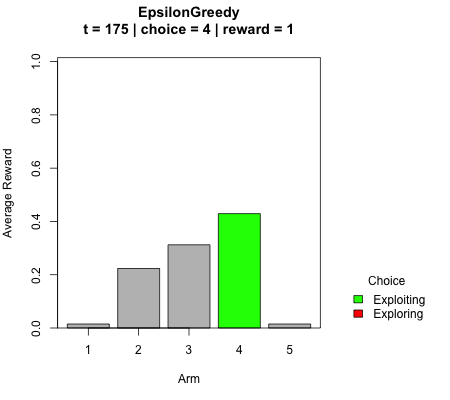 EpsilonGreedy
t = 175 | choice = 4 | reward = 1
1.0
0.8
0.6
0.4
0.2
0.0
Average Reward
1 2 3 4 5
Arm
Choice
Exploiting
Exploring